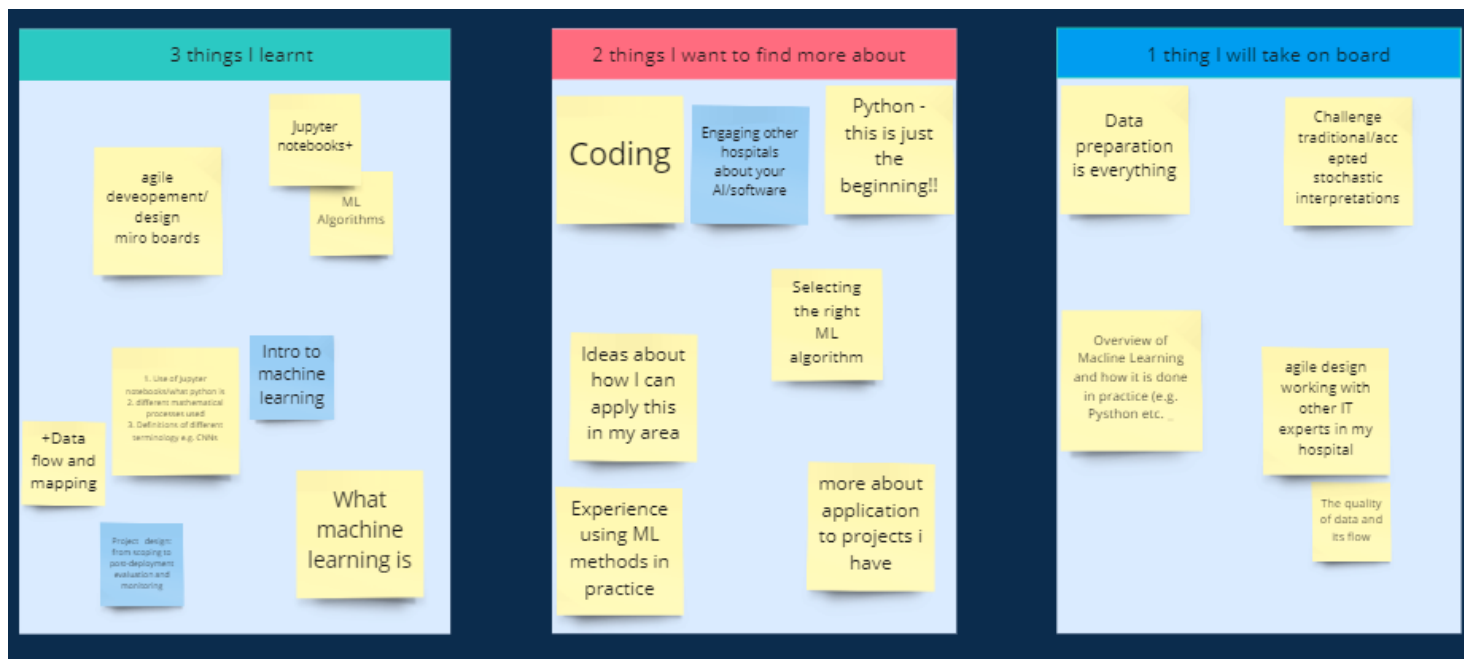 3 things I learnt
Jupyter
notebooks+
ML
Algorithms
agile
deveopement/
design
miro boards
Intro to
machine
learning
1. Use of Jupyter
notebooks/what python is
2. different mathematical
processes used
3. Definitions of different
terminology e.g. CNNs
+Data
flow and
mapping
What
machine
learning is
Project design:
from scoping to
post-deployment
evaluation and
monitoring
2 things I want to find more about
Coding
Engaging other
hospitals
about your
AI/software
Python -
this is just
the
beginning!!
Selecting
the right
ML
algorithm
Ideas about
how I can
apply this
in my area
more about
application
to projects i
have
Experience
using ML
methods in
practice
1 thing I will take on board
Data
preparation
is everything
Challenge
traditional/acc
epted
stochastic
interpretations
Overview of
Macline Learning
and how it is done
in practice (e.g.
Pysthon etc. _
agile design
working with
other IT
experts in my
hospital
The quality
of data and
its flow